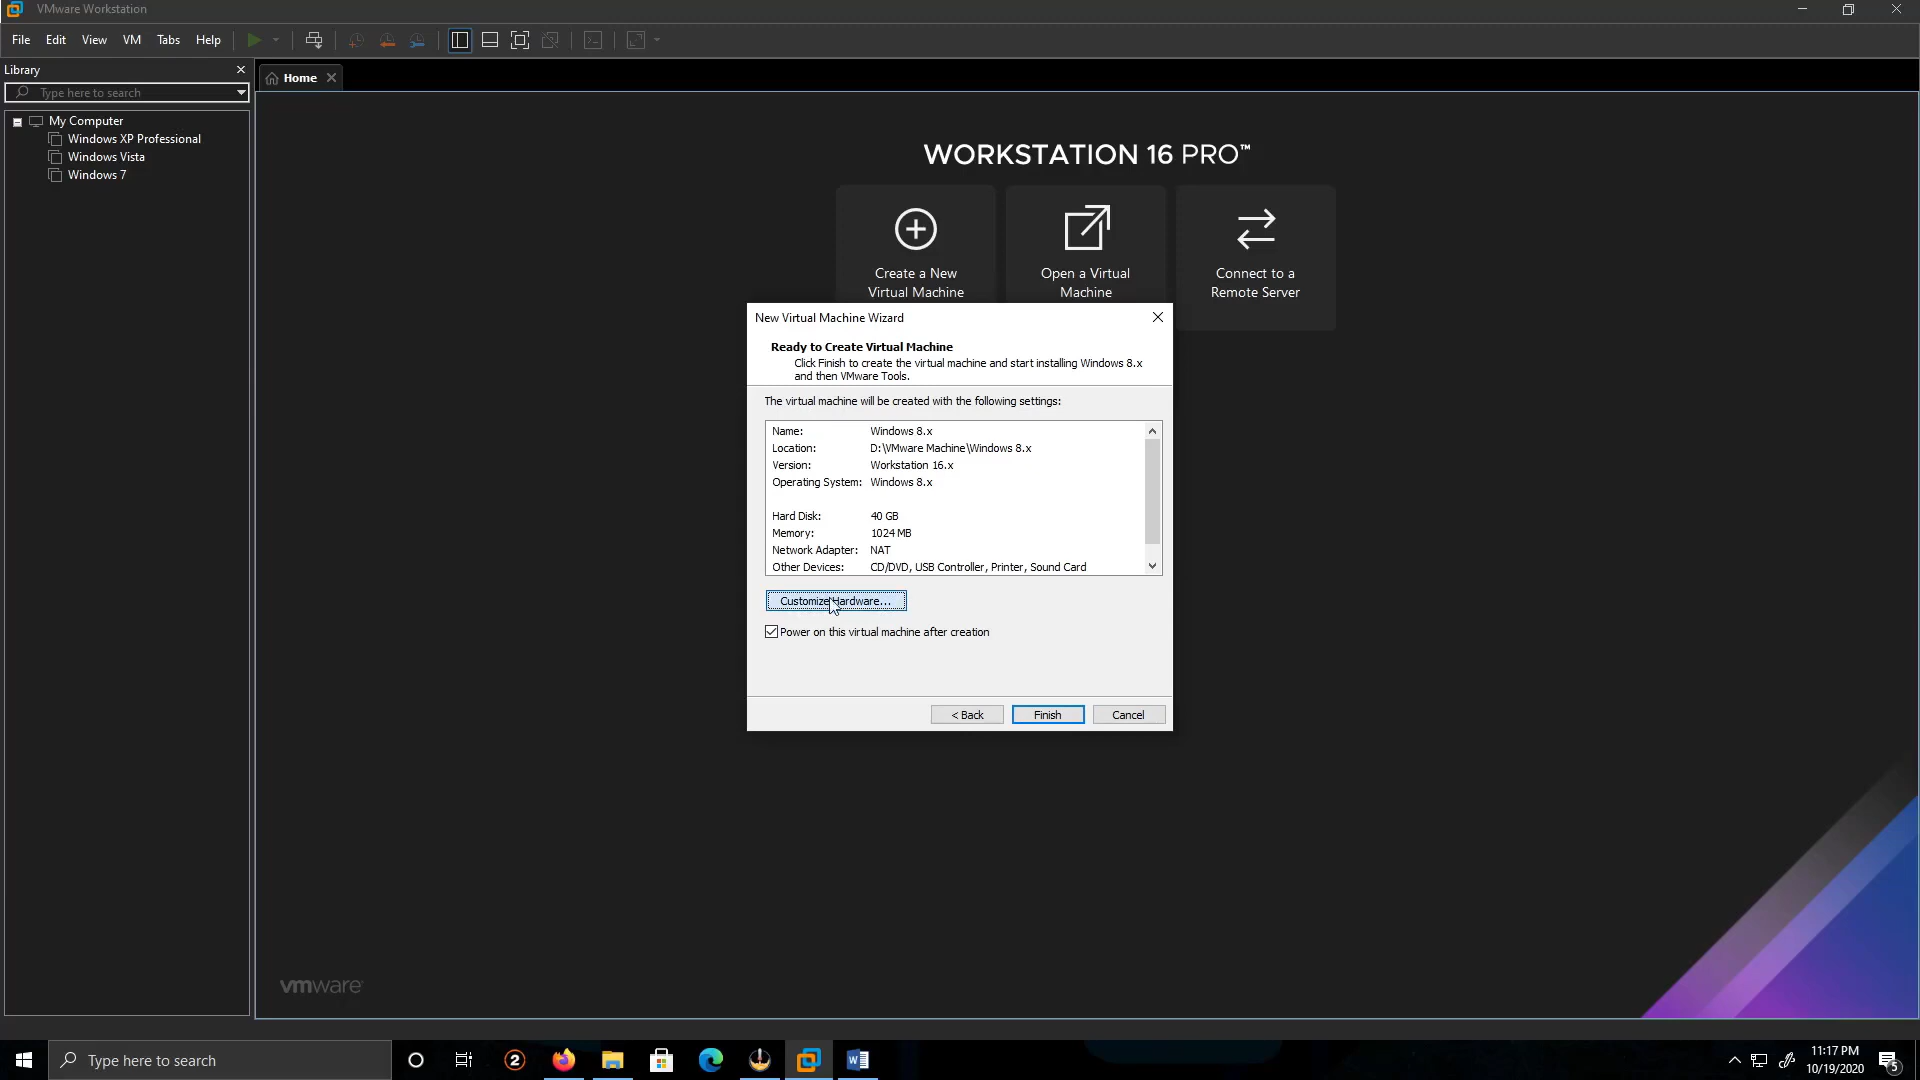 VMware Workstation
File Edit View VM Tabs Help
Library
Type here to search
Home
My Computer
Windows XP Professional
Windows Vista
Windows 7
WORKSTATION 16 PRO™
Create a New
Virtual Machine
Open a Virtual
Machine
Connect to a
Remote Server
New Virtual Machine Wizard
Ready to Create Virtual Machine
Click Finish to create the virtual machine and start installing Windows 8.x
and then VMware Tools.
The virtual machine will be created with the following settings:
Name: Windows 8.x
Location: D:\VMware Machine\Windows 8.x
Version: Workstation 16.x
Operating System: Windows 8.x
Hard Disk: 40 GB
Memory: 1024 MB
Network Adapter: NAT
Other Devices: CD/DVD, USB Controller, Printer, Sound Card
Customize Hardware...
Power on this virtual machine after creation
< Back Finish Cancel
vmware
Type here to search
2
11:17 PM
10/19/2020
5